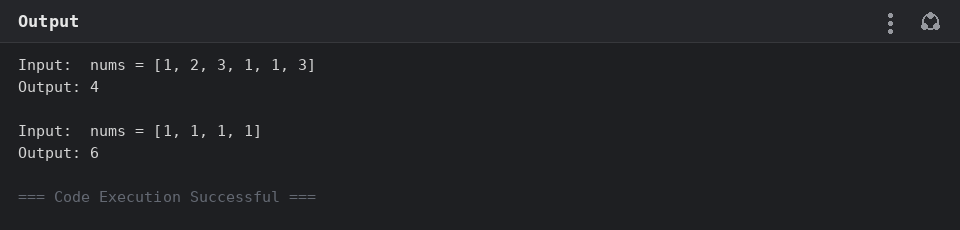 Output
Input:  nums = [1, 2, 3, 1, 1, 3]
Output: 4
Input:  nums = [1, 1, 1, 1]
Output: 6
=== Code Execution Successful ===